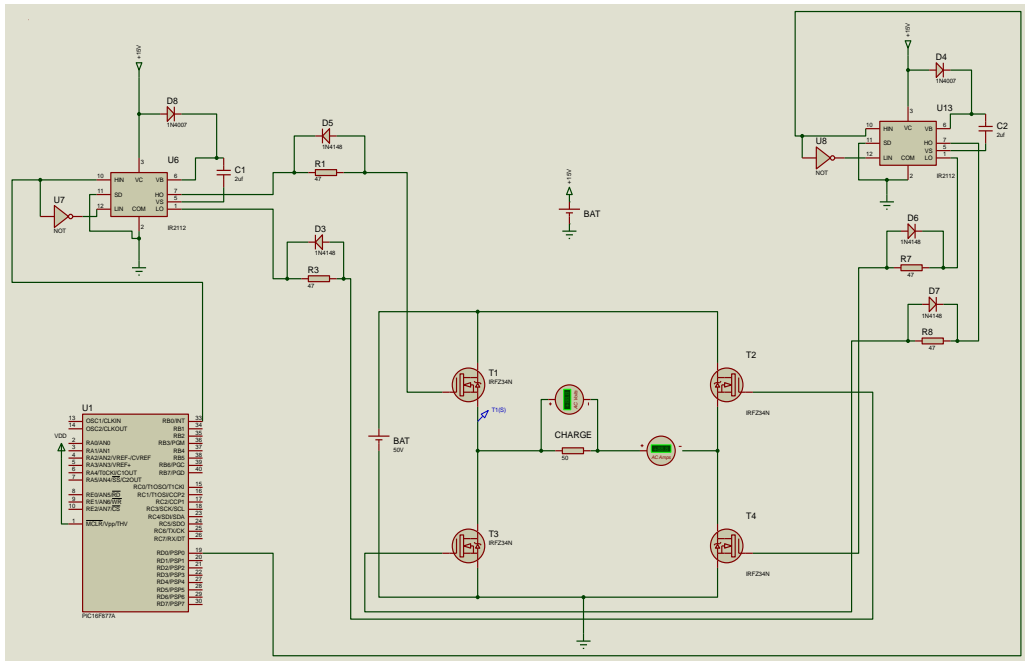 +15V
D8
1N4007
U6
3
10
HIN
VC
VB
6
11
SD
HO
7
VS
5
12
LIN
COM
LO
1
2
IR2112
U7
NOT
C1
2uf
D5
1N4148
R1
47
D3
1N4148
R3
47
+15V
BAT
+15V
D4
1N4007
U13
3
10
HIN
VC
VB
6
11
SD
HO
7
VS
5
12
LIN
COM
LO
1
2
IR2112
U8
NOT
C2
2uf
D6
1N4148
R7
47
D7
1N4148
R8
47
T1
IRFZ34N
T1(S)
T2
IRFZ34N
BAT
50V
CHARGE
50
+
-
AC Volts
+
-
AC Amps
T3
IRFZ34N
T4
IRFZ34N
U1
VDD
13 OSC1/CLKIN RB0/INT 33
14 OSC2/CLKOUT RB1 34
RB2 35
2 RA0/AN0 RB3/PGM 36
3 RA1/AN1 RB4 37
4 RA2/AN2/VREF-/CVREF RB5 38
5 RA3/AN3/VREF+ RB6/PGC 39
6 RA4/T0CKI/C1OUT RB7/PGD 40
7 RA5/AN4/SS/C2OUT
RC0/T1OSO/T1CKI 15
8 RE0/AN5/RD RC1/T1OSI/CCP2 16
9 RE1/AN6/WR RC2/CCP1 17
10 RE2/AN7/CS RC3/SCK/SCL 18
RC4/SDI/SDA 23
1 MCLR/Vpp/THV RC5/SDO 24
RC6/TX/CK 25
RC7/RX/DT 26
RD0/PSP0 19
RD1/PSP1 20
RD2/PSP2 21
RD3/PSP3 22
RD4/PSP4 27
RD5/PSP5 28
RD6/PSP6 29
RD7/PSP7 30
PIC16F877A